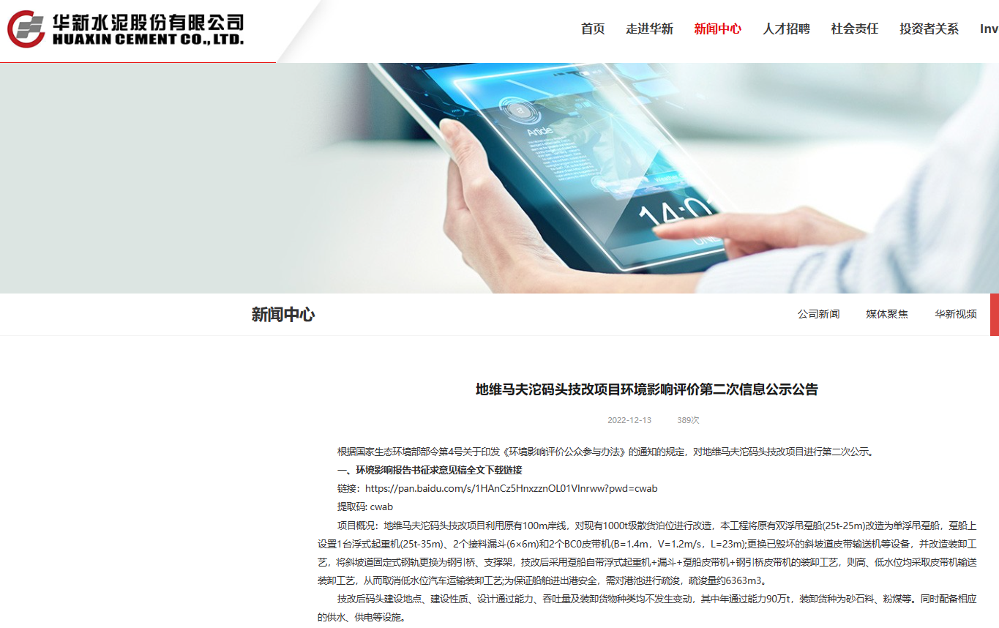 华新水泥股份有限公司
HUAXIN CEMENT CO., LTD.
首页 走进华新 新闻中心 人才招聘 社会责任 投资者关系 Inv
Article
14:0
新闻中心
公司新闻 媒体聚焦 华新视频
地维马夫沱码头技改项目环境影响评价第二次信息公示公告
2022-12-13 389次
根据国家生态环境部部令第4号关于印发《环境影响评价公众参与办法》的通知的规定，对地维马夫沱码头技改项目进行第二次公示。
一、环境影响报告书征求意见稿全文下载链接
链接：https://pan.baidu.com/s/1HAnCz5HnxzznOL01VInrww?pwd=cwab
提取码: cwab
项目概况：地维马夫沱码头技改项目利用原有100m岸线，对现有1000t级散货泊位进行改造，本工程将原有双浮吊趸船(25t-25m)改造为单浮吊趸船，趸船上
设置1台浮式起重机(25t-35m)、2个接料漏斗(6×6m)和2个BC0皮带机(B=1.4m，V=1.2m/s，L=23m);更换已毁坏的斜坡道皮带输送机等设备，并改造装卸工
艺，将斜坡道固定式钢轨更换为钢引桥、支撑架，技改后采用趸船自带浮式起重机+漏斗+趸船皮带机+钢引桥皮带机的装卸工艺，则高、低水位均采取皮带机输送
装卸工艺，从而取消低水位汽车运输装卸工艺;为保证船舶进出港安全，需对港池进行疏浚，疏浚量约6363m3。
技改后码头建设地点、建设性质、设计通过能力、吞吐量及装卸货物种类均不发生变动，其中年通过能力90万t，装卸货种为砂石料、粉煤等。同时配备相应
的供水、供电等设施。